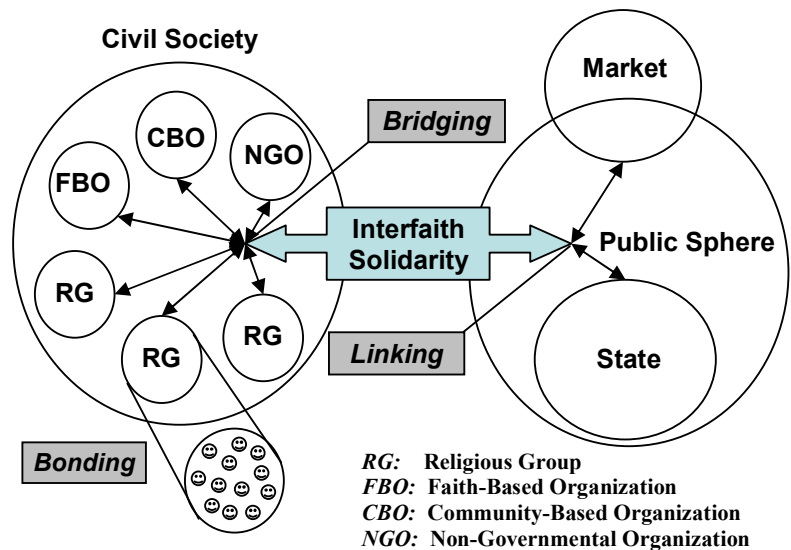 Civil Society
Market
CBO
Bridging
NGO
FBO
Interfaith
Solidarity
Public Sphere
RG
RG
RG
Linking
State
Bonding
RG: Religious Group
FBO: Faith-Based Organization
CBO: Community-Based Organization
NGO: Non-Governmental Organization